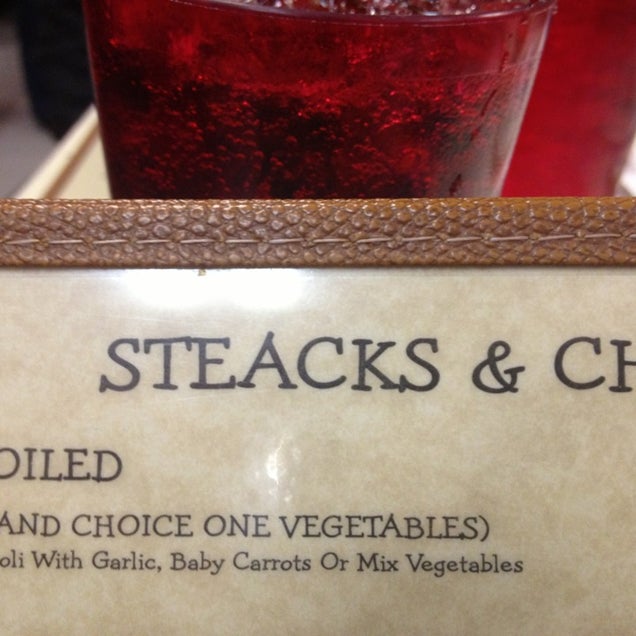 STEACKS & CH
OILED
AND CHOICE ONE VEGETABLES)
oli With Garlic, Baby Carrots Or Mix Vegetables